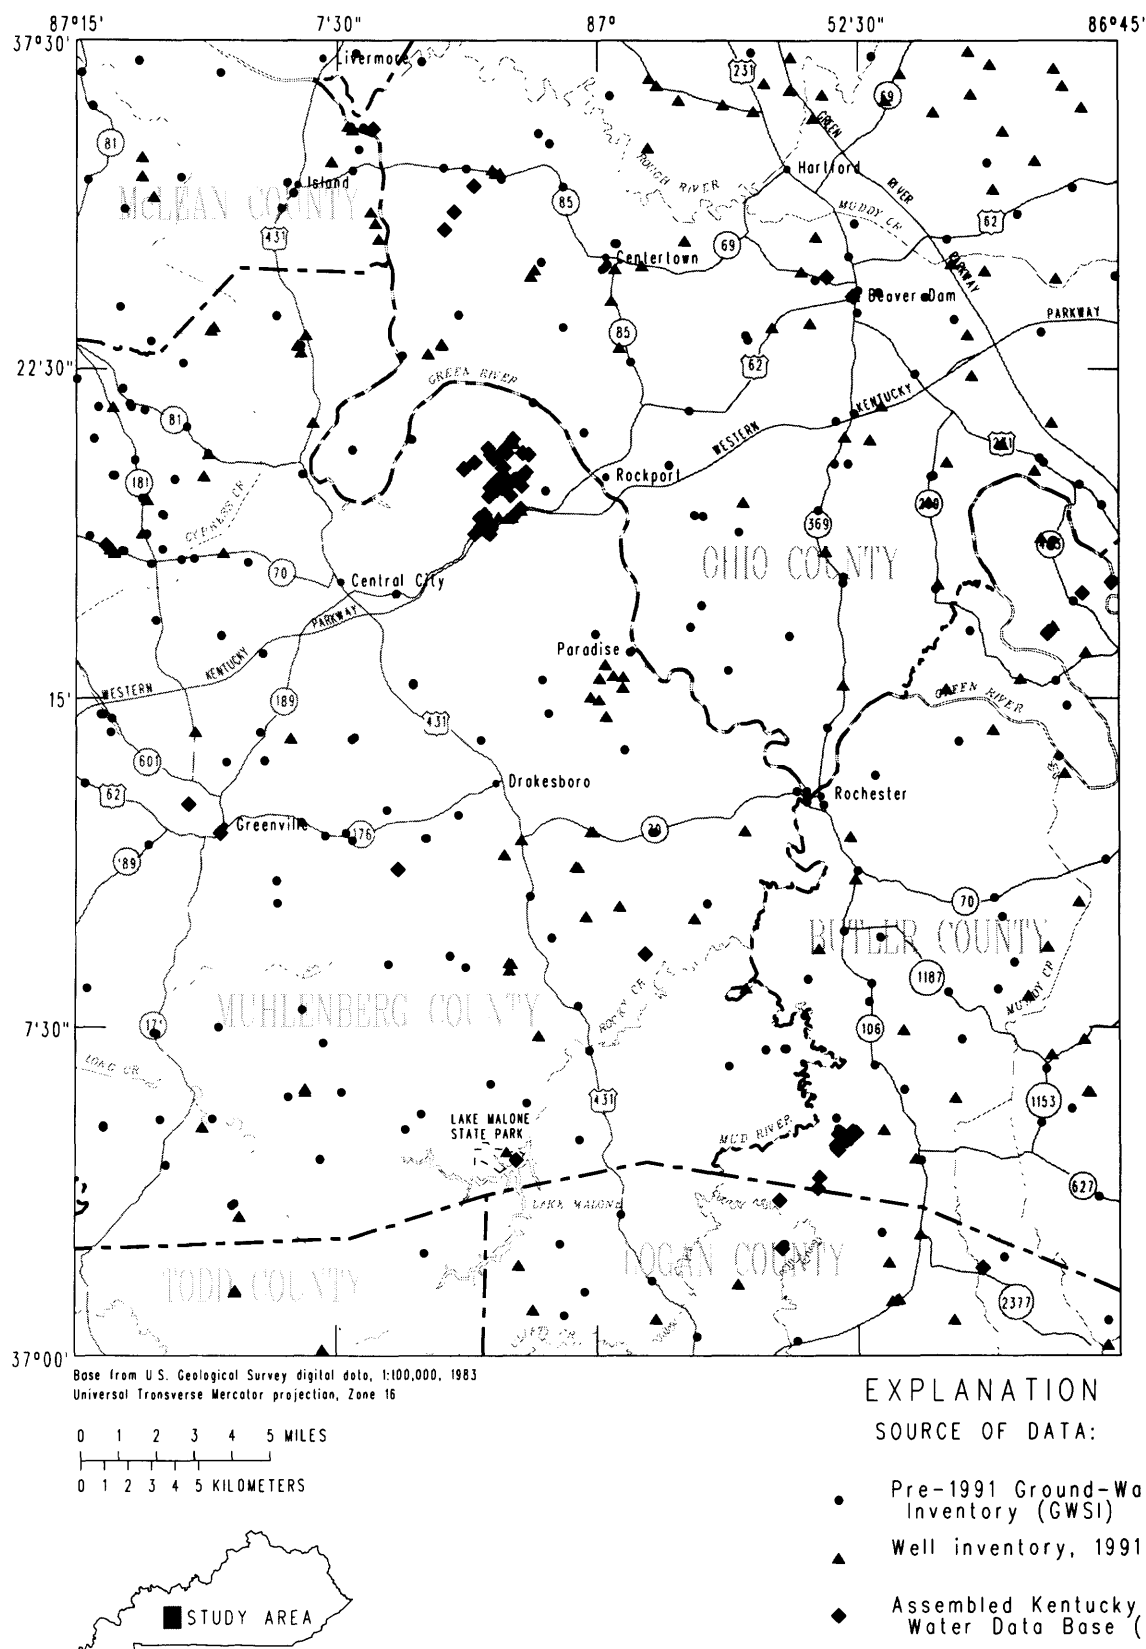 87°15'
7'30"
87°
52'30"
86°45'
37°30'
Livermore
231
69
GREEN
81
Hartford
ROUGH RIVER
RIVER
Island
McLEAN COUNTY
85
MUDDY CR
62
431
69
Centertown
PARKWAY
Beaver Dam
PARKWAY
85
22'30"
GREEN RIVER
62
KENTUCKY
81
WESTERN
231
Rockport
181
CYPRESS CR
369
OHIO COUNTY
70
Central City
PARKWAY
Paradise
KENTUCKY
WESTERN
15'
189
GREEN RIVER
431
601
Drakesboro
62
Rochester
Greenville
176
70
'89
70
BUTLER COUNTY
1187
MUHLENBERG COUNTY
ROCKY CR
MUDDY CR
7'30"
17'
106
LONG CR
431
1153
LAKE MALONE
STATE PARK
MUD RIVER
627
LAKE MALONE
LOGAN COUNTY
TODD COUNTY
2377
37°00'
Base from U.S. Geological Survey digital data, 1:100,000, 1983
Universal Transverse Mercator projection, Zone 16
EXPLANATION
SOURCE OF DATA:
0 1 2 3 4 5 MILES
0 1 2 3 4 5 KILOMETERS
Pre-1991 Ground-Wa
Inventory (GWSI)
Well inventory, 1991
Assembled Kentucky
Water Data Base (
STUDY AREA